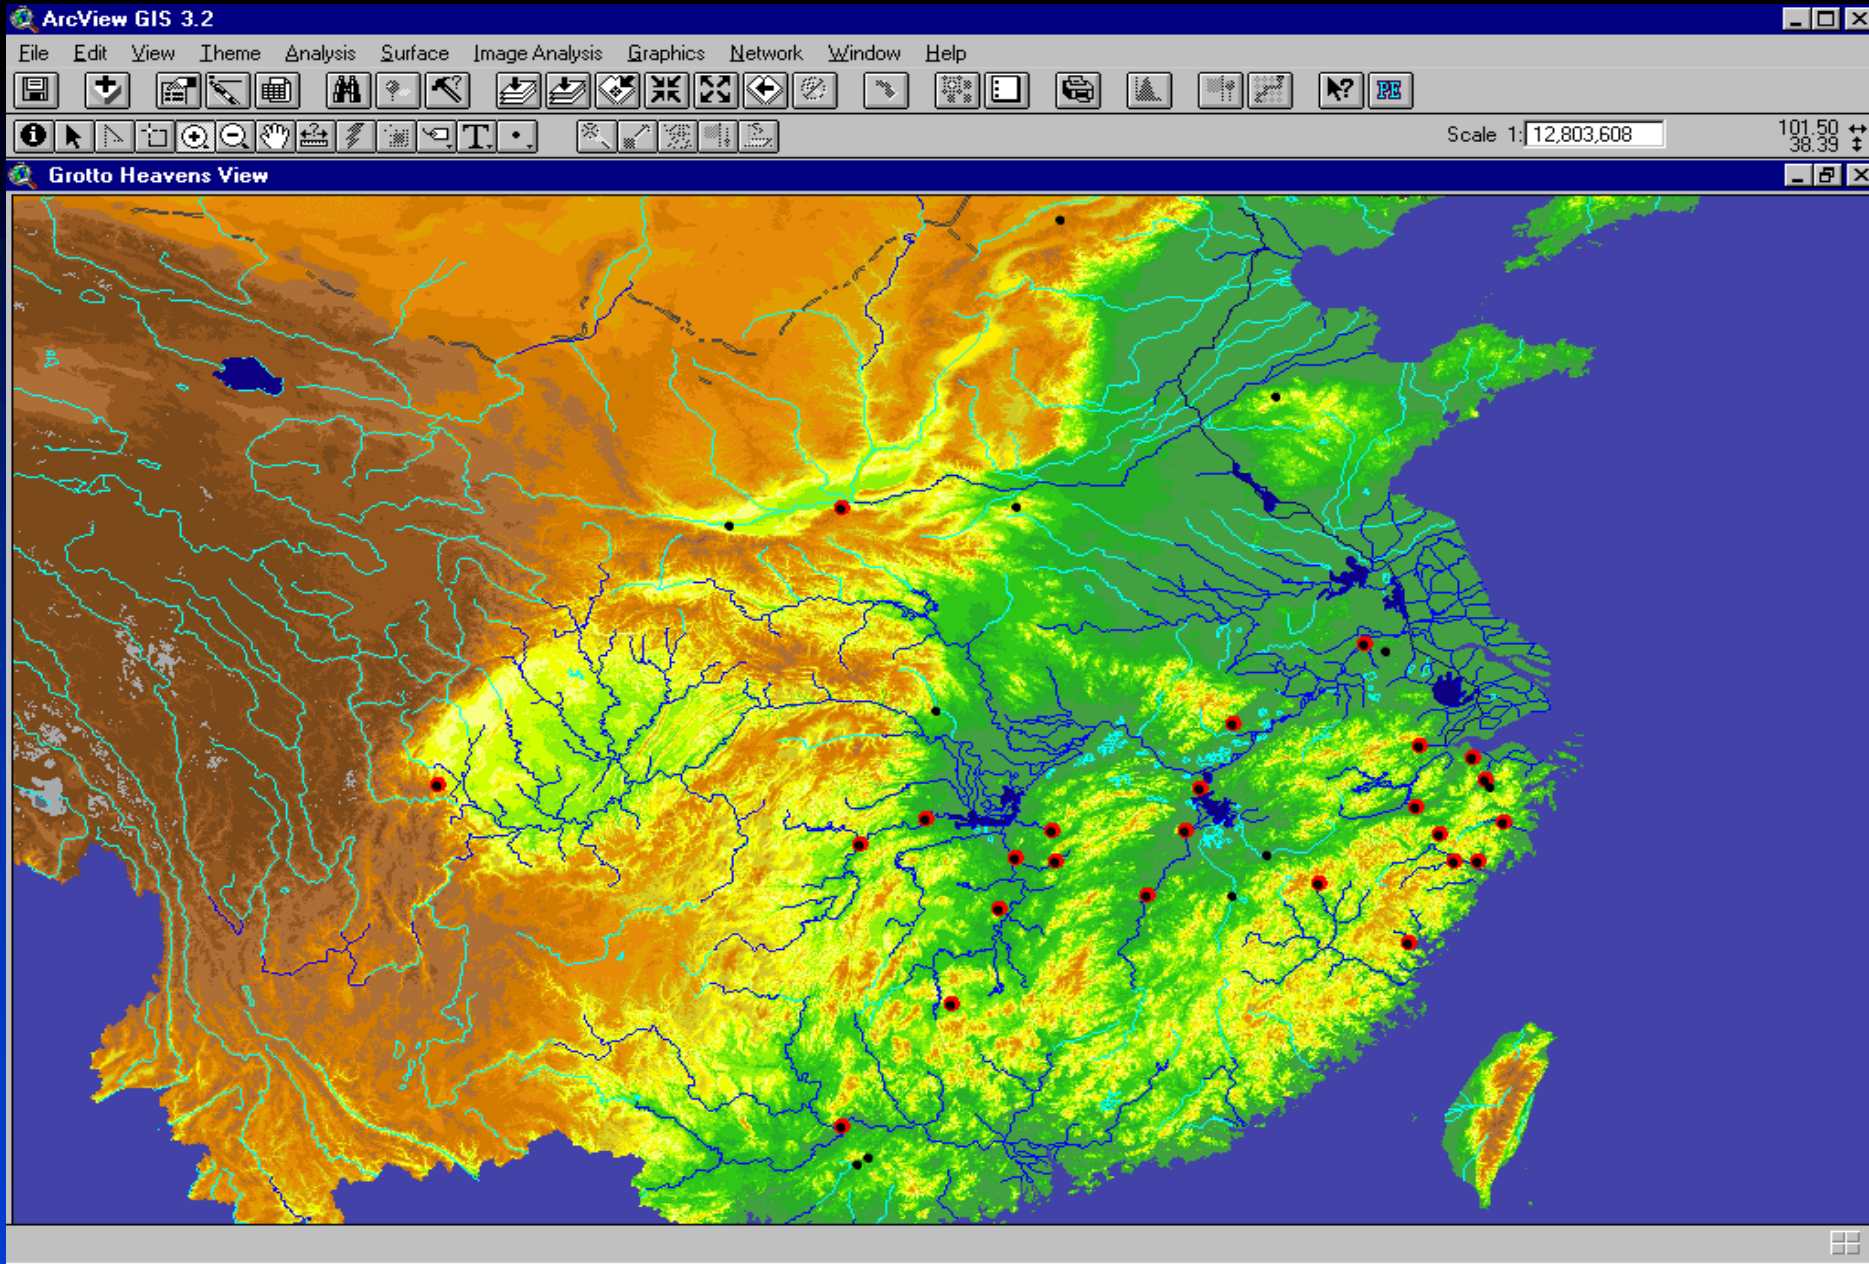 ArcView GIS 3.2
File Edit View Theme Analysis Surface Image Analysis Graphics Network Window Help
PE
T
Scale 1: 12,803,608
101.50
38.39
Grotto Heavens View